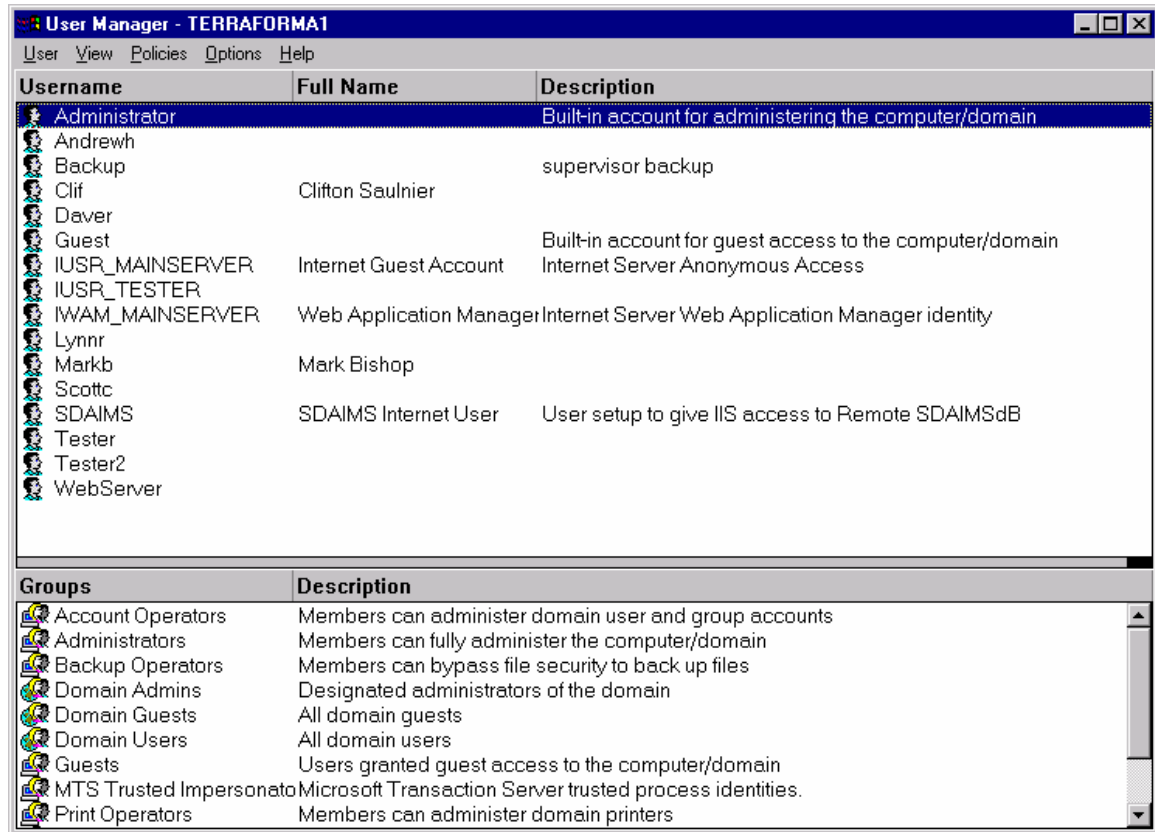 User Manager - TERRAFORMA1
User View Policies Options Help
Username Full Name Description
Administrator Built-in account for administering the computer/domain
Andrewh
Backup supervisor backup
Clif Clifton Saulnier
Daver
Guest Built-in account for guest access to the computer/domain
IUSR_MAINSERVER Internet Guest Account Internet Server Anonymous Access
IUSR_TESTER
IWAM_MAINSERVER Web Application Manager Internet Server Web Application Manager identity
Lynnr
Markb Mark Bishop
Scottc
SDAIMS SDAIMS Internet User User setup to give IIS access to Remote SDAIMSdB
Tester
Tester2
WebServer
Groups Description
Account Operators Members can administer domain user and group accounts
Administrators Members can fully administer the computer/domain
Backup Operators Members can bypass file security to back up files
Domain Admins Designated administrators of the domain
Domain Guests All domain guests
Domain Users All domain users
Guests Users granted guest access to the computer/domain
MTS Trusted Impersonato Microsoft Transaction Server trusted process identities.
Print Operators Members can administer domain printers